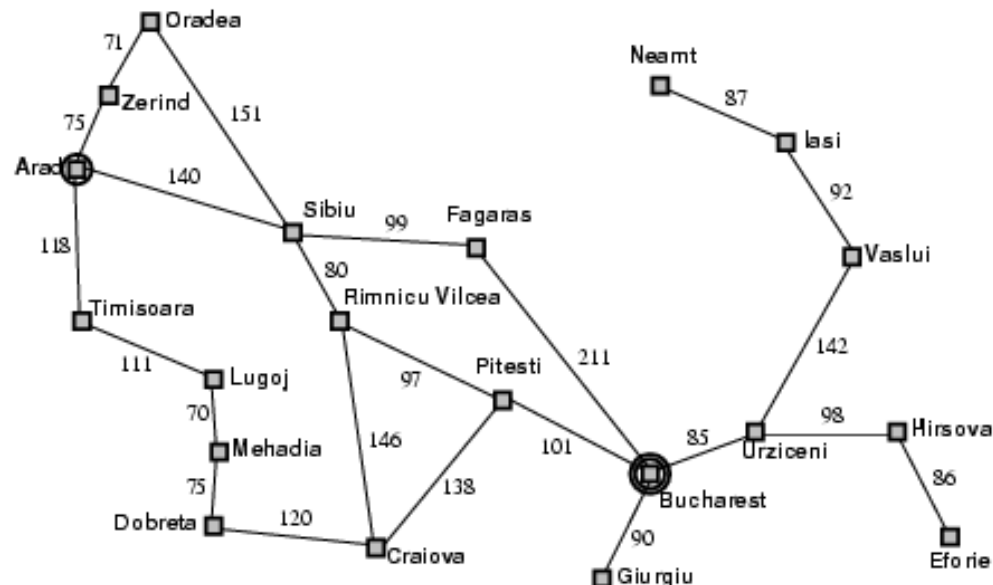 Oradea
71
Neamt
87
Zerind
151
75
Iasi
Arad
140
92
Sibiu
Fagaras
99
118
Vaslui
80
Timisoara
Rimnicu Vilcea
142
111
Pitesti
211
Lugoj
97
70
98
Hirsova
146
85
Urziceni
Mehadia
101
86
75
138
Bucharest
Dobreta
120
90
Craiova
Eforie
Giurgiu